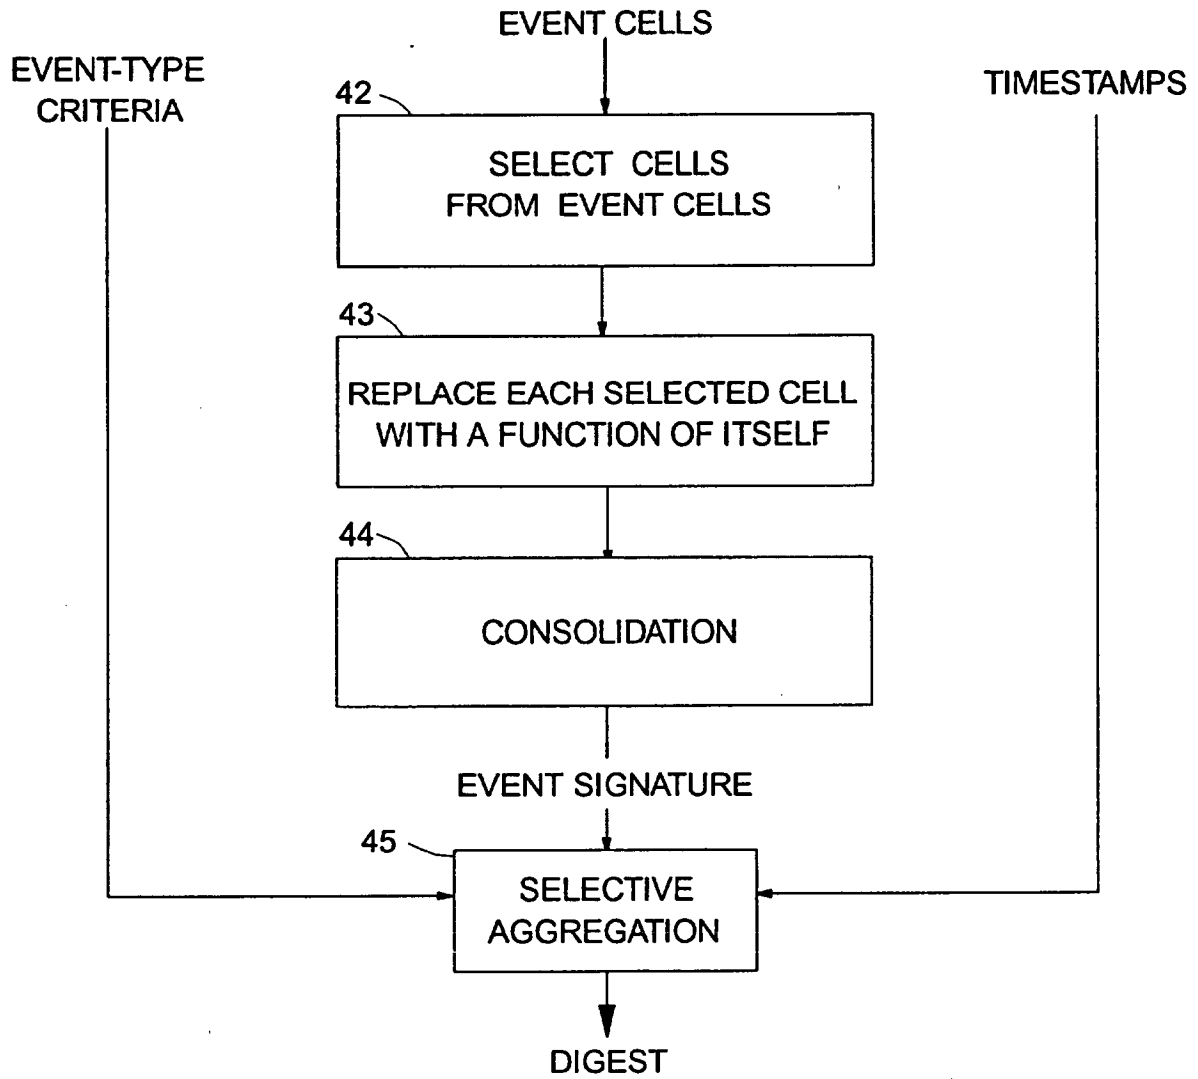 EVENT CELLS
EVENT-TYPE
CRITERIA
TIMESTAMPS
42
SELECT CELLS
FROM EVENT CELLS
43
REPLACE EACH SELECTED CELL
WITH A FUNCTION OF ITSELF
44
CONSOLIDATION
EVENT SIGNATURE
45
SELECTIVE
AGGREGATION
DIGEST